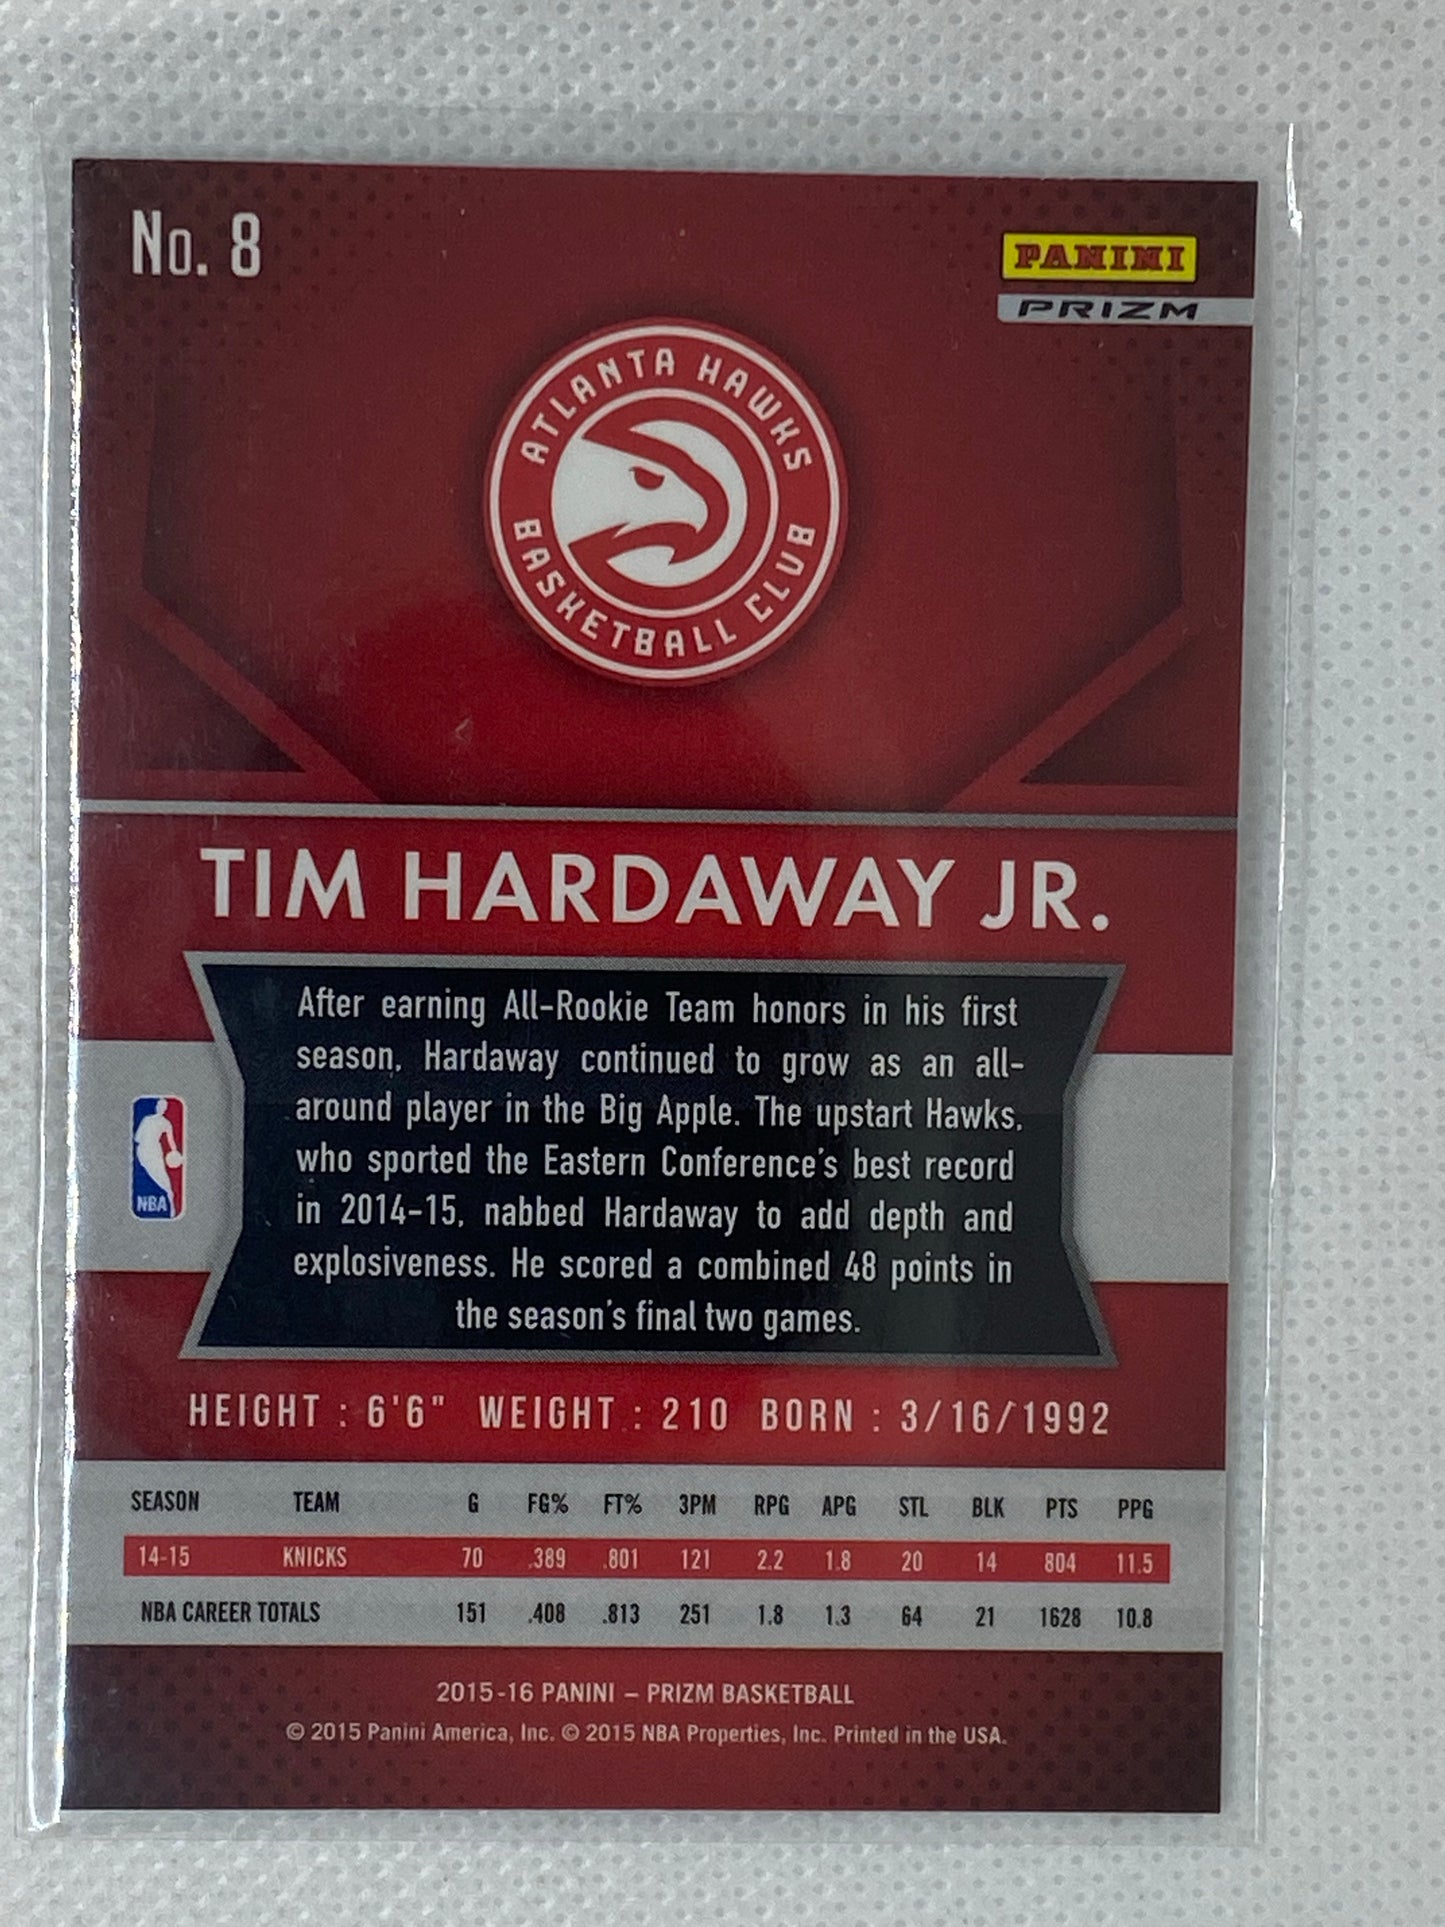 No. 8
PANINI
PRIZM
ATLANTA HAWKS
BASKETBALL CLUB
TIM HARDAWAY JR.
After earning All-Rookie Team honors in his first
season, Hardaway continued to grow as an all-
around player in the Big Apple. The upstart Hawks,
who sported the Eastern Conference's best record
in 2014-15, nabbed Hardaway to add depth and
explosiveness. He scored a combined 48 points in
the season's final two games.
NBA
HEIGHT : 6'6" WEIGHT : 210 BORN : 3/16/1992
SEASON TEAM G FG% FT% 3PM RPG APG STL BLK PTS PPG
14-15 KNICKS 70 .389 .801 121 2.2 1.8 20 14 804 11.5
NBA CAREER TOTALS 151 .408 .813 251 1.8 1.3 64 21 1628 10.8
2015-16 PANINI – PRIZM BASKETBALL
© 2015 Panini America, Inc. © 2015 NBA Properties, Inc. Printed in the USA.